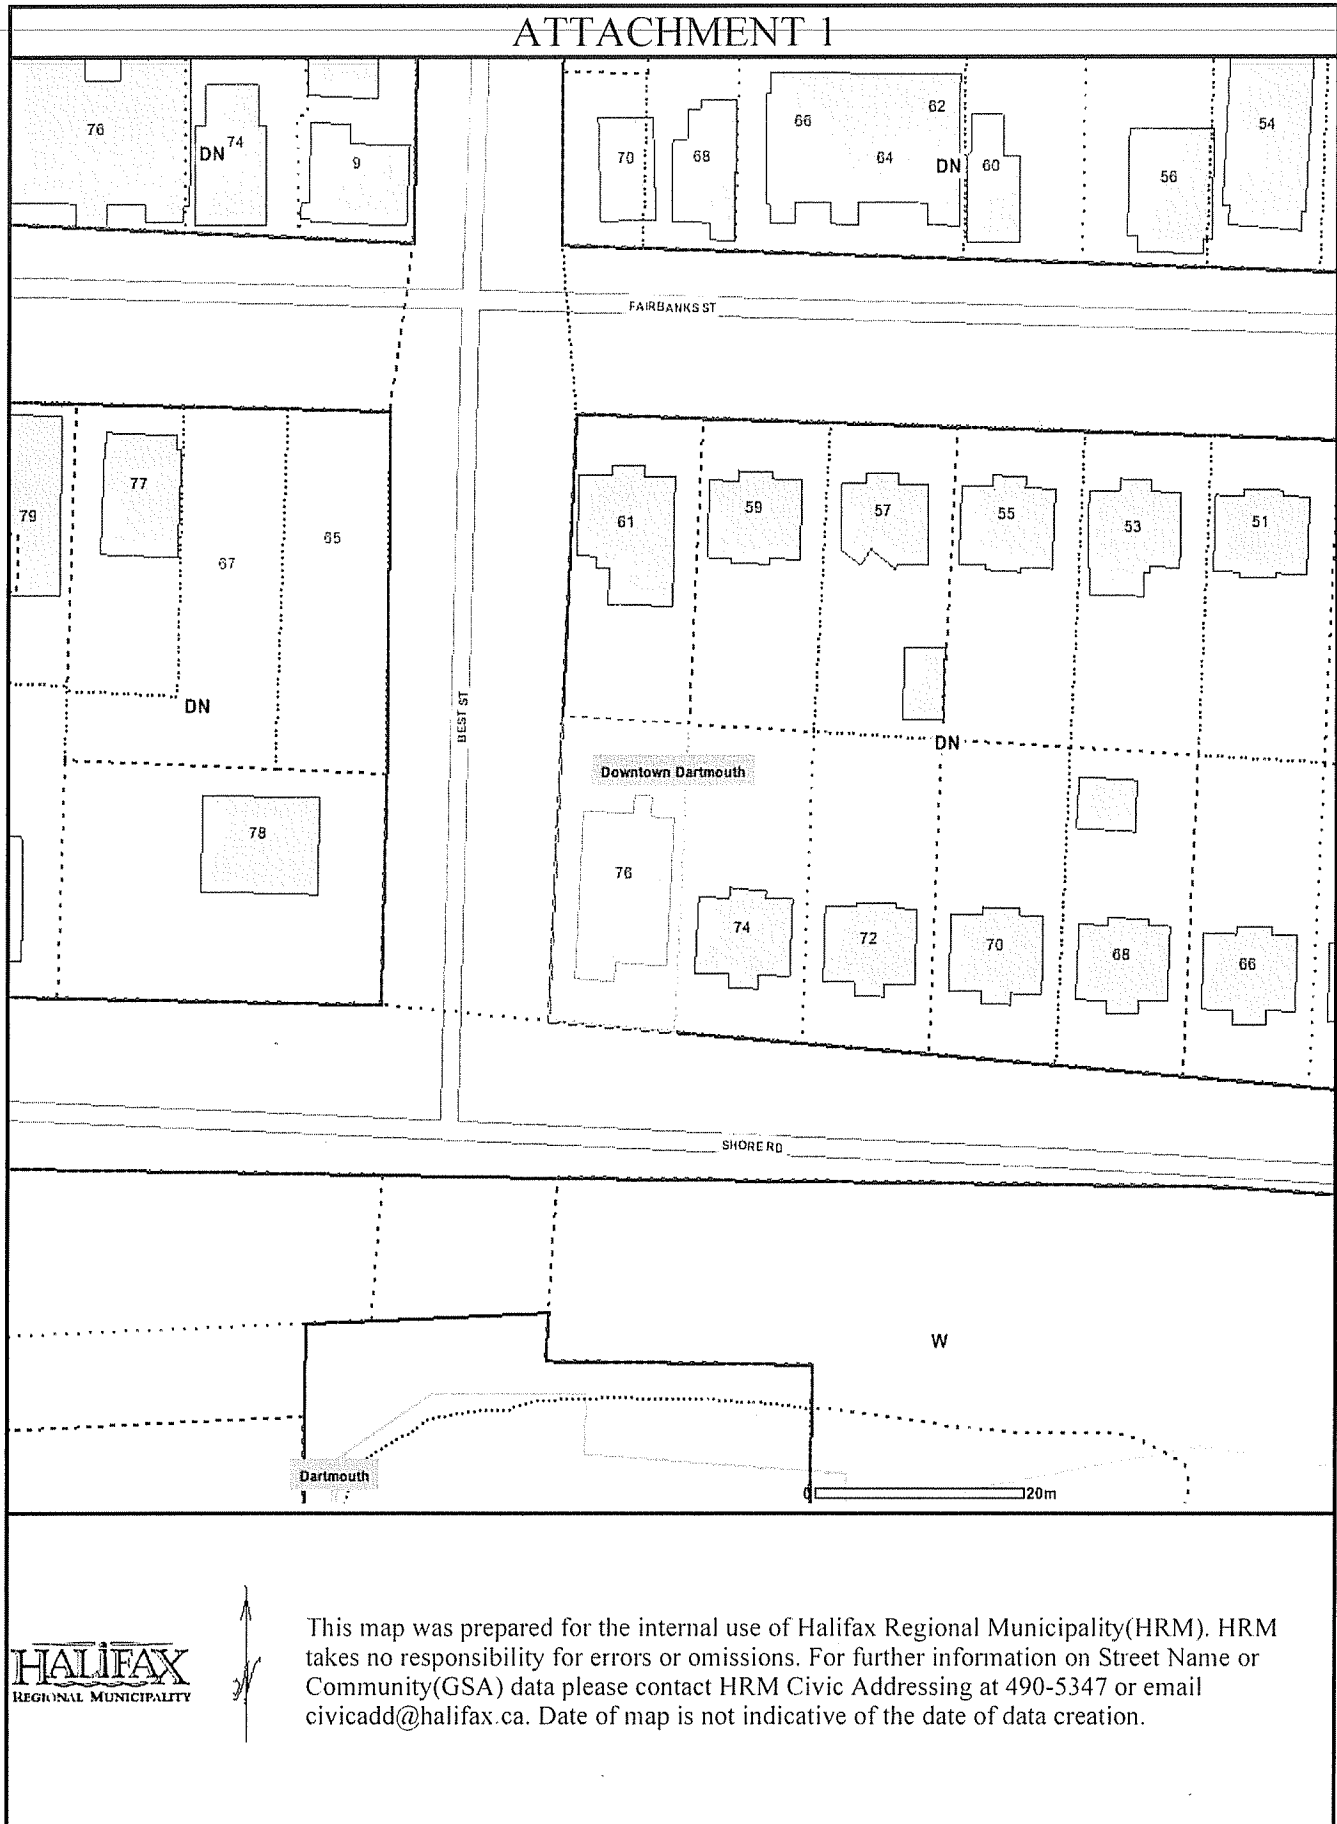 ATTACHMENT 1
76
DN 74
9
70
68
66
62
64
DN 60
56
54
FAIRBANKS ST
79
77
67
65
61
59
57
55
53
51
DN
BEST ST
DN
Downtown Dartmouth
78
76
74
72
70
68
66
SHORE RD
W
Dartmouth
0 20m
HALIFAX
REGIONAL MUNICIPALITY
This map was prepared for the internal use of Halifax Regional Municipality(HRM). HRM
takes no responsibility for errors or omissions. For further information on Street Name or
Community(GSA) data please contact HRM Civic Addressing at 490-5347 or email
civicadd@halifax.ca. Date of map is not indicative of the date of data creation.